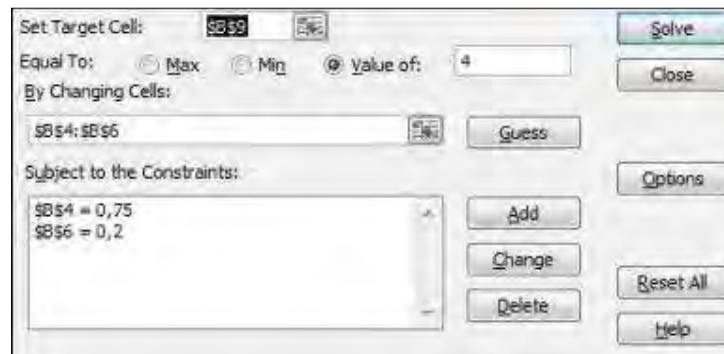 Set Target Cell: $B$9 Solve
Equal To: Max Min Value of: 4 Close
By Changing Cells:
$B$4:$B$6 Guess
Subject to the Constraints: Options
$B$4 = 0,75 Add
$B$6 = 0,2
Change
Reset All
Delete
Help